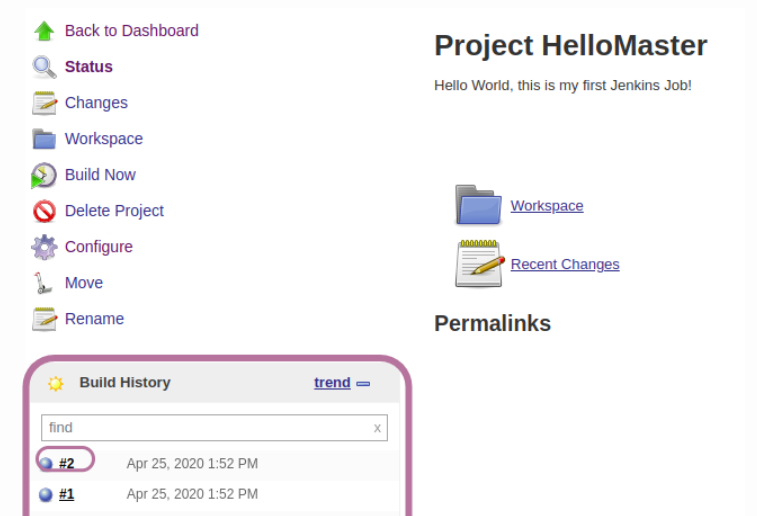 Back to Dashboard
Status
Changes
Workspace
Build Now
Delete Project
Configure
Move
Rename
Build History trend
find x
#2 Apr 25, 2020 1:52 PM
#1 Apr 25, 2020 1:52 PM
Project HelloMaster
Hello World, this is my first Jenkins Job!
Workspace
Recent Changes
Permalinks